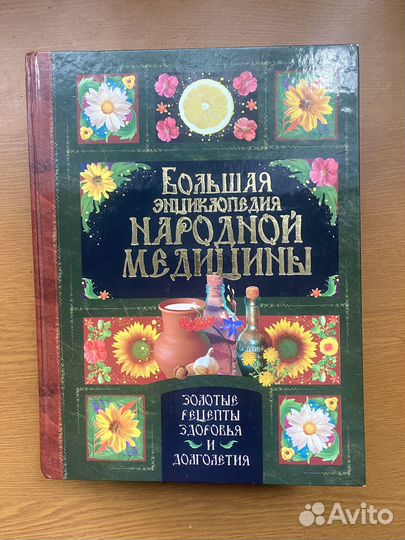 БОЛЬШАЯ
ЭНЦИКЛОПЕДИЯ
НАРОДНОЙ
МЕДИЦИНЫ
ЗОЛОТЫЕ
РЕЦЕПТЫ
ЗДОРОВЬЯ
И
ДОЛГОЛЕТИЯ
Avito